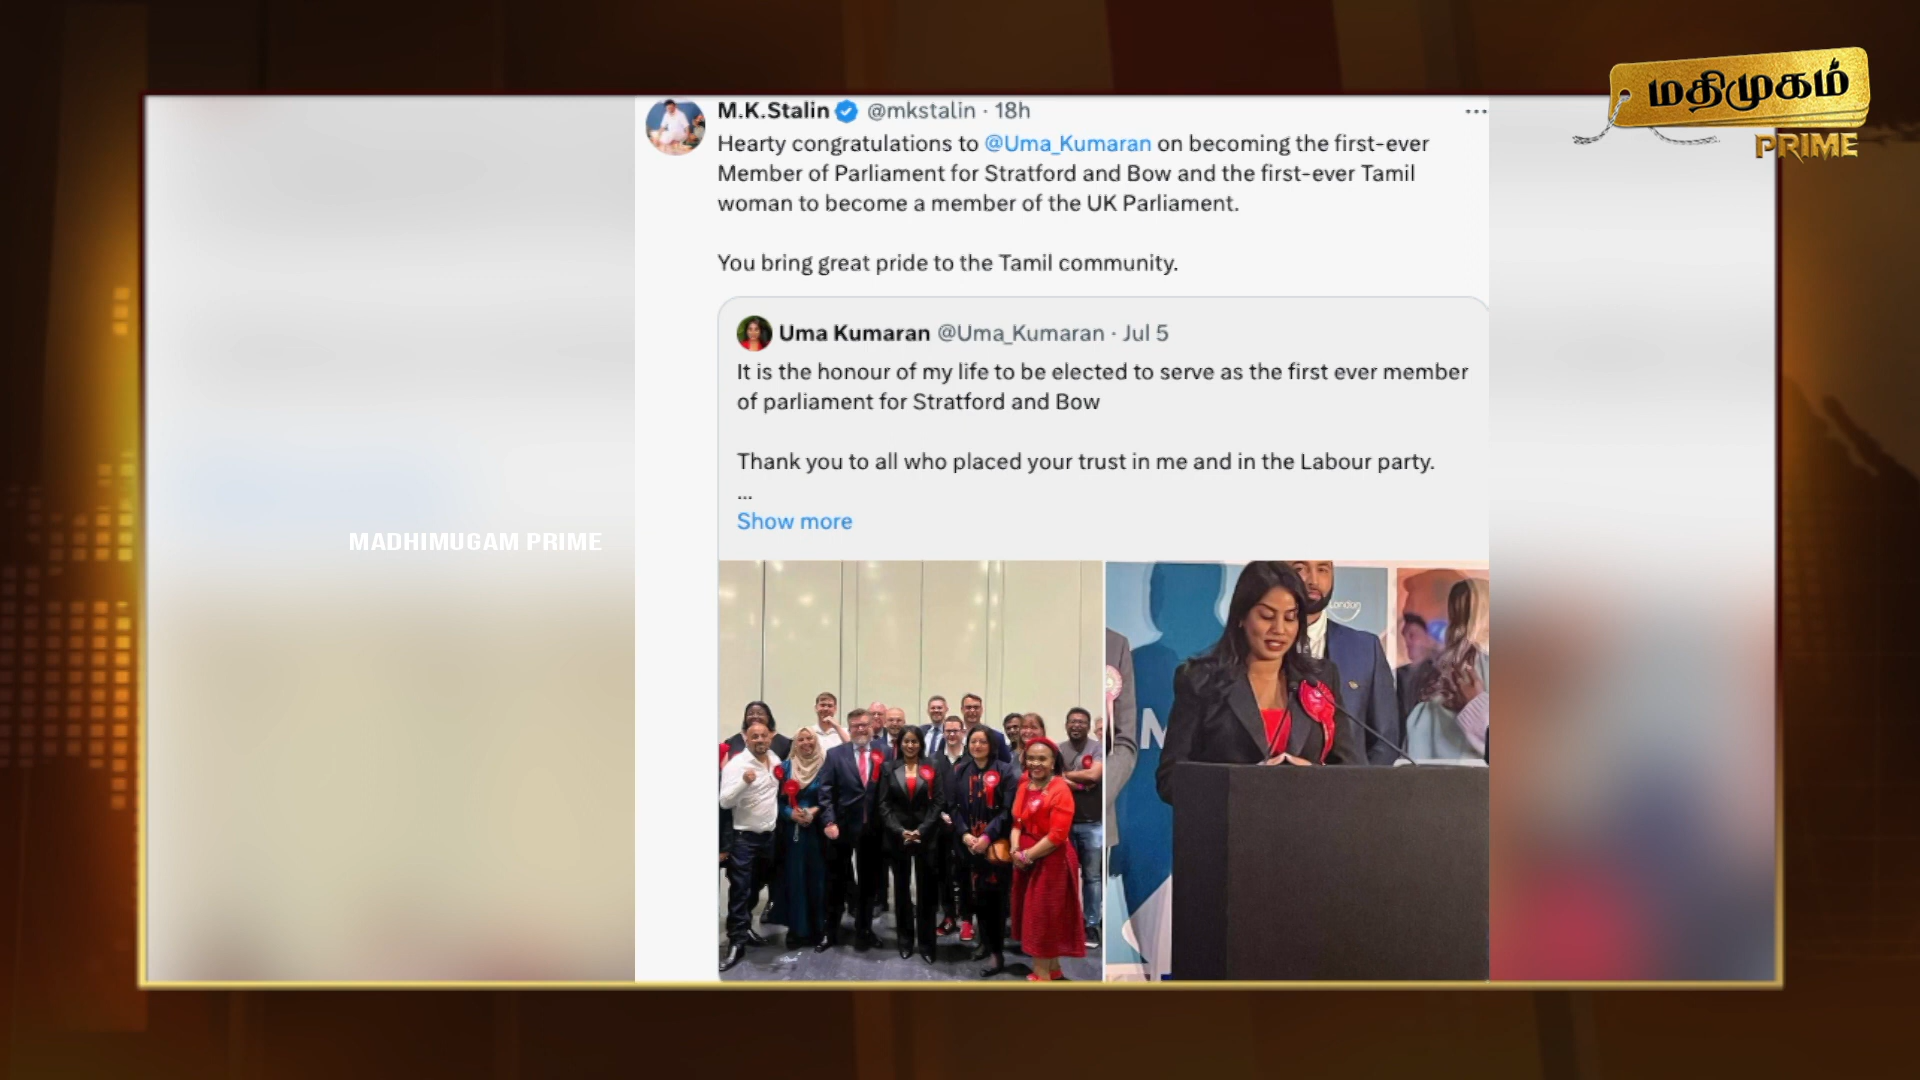 மதிமுகம்
PRIME
M.K.Stalin @mkstalin · 18h
Hearty congratulations to @Uma_Kumaran on becoming the first-ever
Member of Parliament for Stratford and Bow and the first-ever Tamil
woman to become a member of the UK Parliament.
You bring great pride to the Tamil community.
Uma Kumaran @Uma_Kumaran · Jul 5
It is the honour of my life to be elected to serve as the first ever member
of parliament for Stratford and Bow
Thank you to all who placed your trust in me and in the Labour party.
...
Show more
MADHIMUGAM PRIME
London